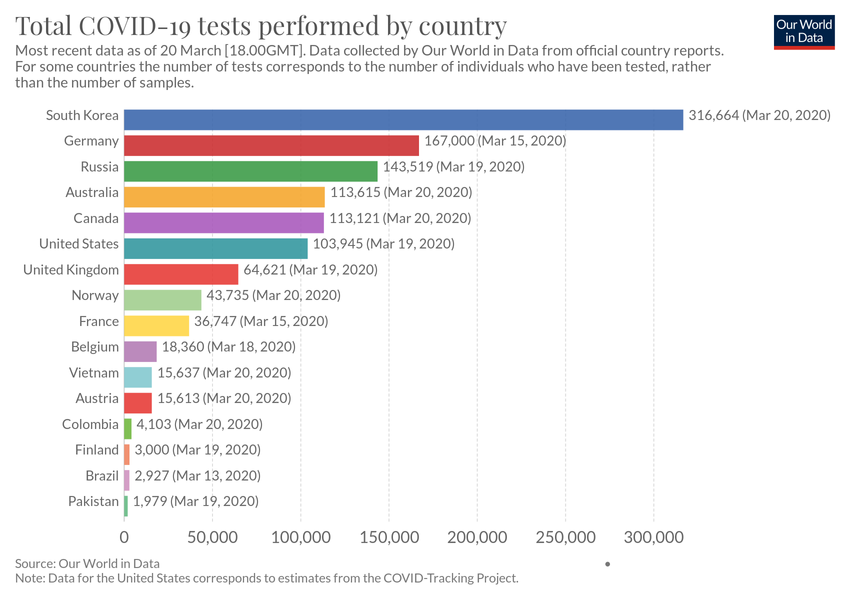 Total COVID-19 tests performed by country
Our World
in Data
Most recent data as of 20 March [18.00GMT]. Data collected by Our World in Data from official country reports.
For some countries the number of tests corresponds to the number of individuals who have been tested, rather
than the number of samples.
South Korea 316,664 (Mar 20, 2020)
Germany 167,000 (Mar 15, 2020)
Russia 143,519 (Mar 19, 2020)
Australia 113,615 (Mar 20, 2020)
Canada 113,121 (Mar 20, 2020)
United States 103,945 (Mar 19, 2020)
United Kingdom 64,621 (Mar 19, 2020)
Norway 43,735 (Mar 20, 2020)
France 36,747 (Mar 15, 2020)
Belgium 18,360 (Mar 18, 2020)
Vietnam 15,637 (Mar 20, 2020)
Austria 15,613 (Mar 20, 2020)
Colombia 4,103 (Mar 20, 2020)
Finland 3,000 (Mar 19, 2020)
Brazil 2,927 (Mar 13, 2020)
Pakistan 1,979 (Mar 19, 2020)
0 50,000 100,000 150,000 200,000 250,000 300,000
Source: Our World in Data •
Note: Data for the United States corresponds to estimates from the COVID-Tracking Project.